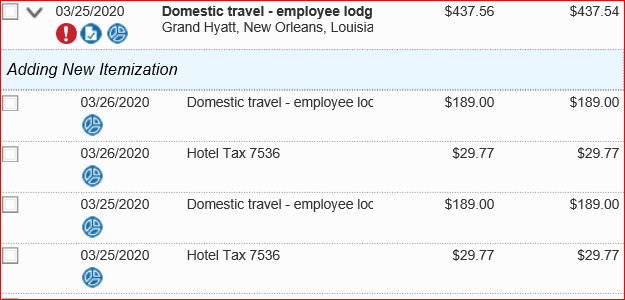 03/25/2020 Domestic travel - employee lodg $437.56 $437.54
Grand Hyatt, New Orleans, Louisia
Adding New Itemization
03/26/2020 Domestic travel - employee loc $189.00 $189.00
03/26/2020 Hotel Tax 7536 $29.77 $29.77
03/25/2020 Domestic travel - employee loc $189.00 $189.00
03/25/2020 Hotel Tax 7536 $29.77 $29.77